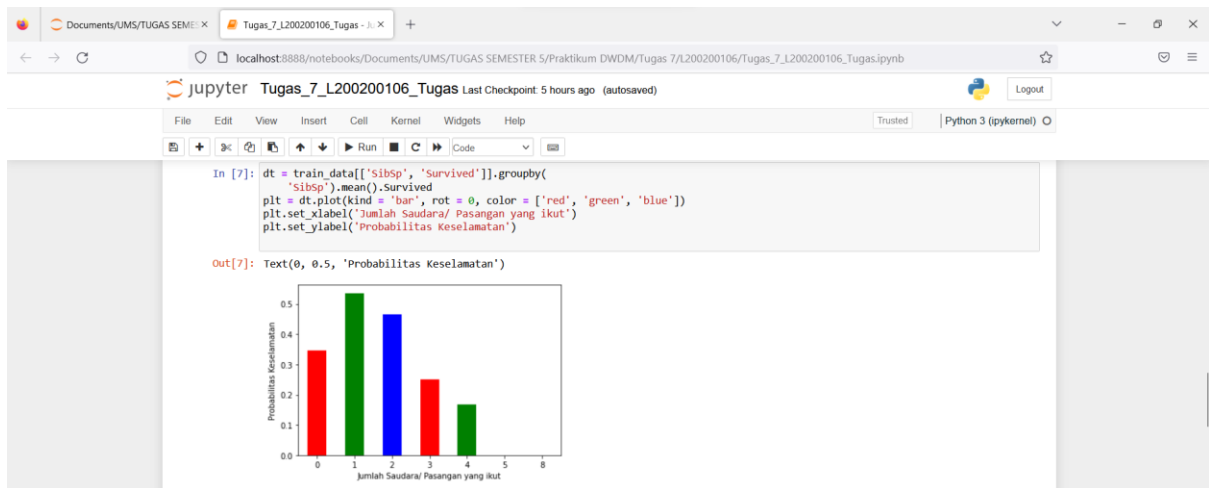 Documents/UMS/TUGAS SEMES
Tugas_7_L200200106_Tugas - Ju
localhost:8888/notebooks/Documents/UMS/TUGAS SEMESTER 5/Praktikum DWDM/Tugas 7/L200200106/Tugas_7_L200200106_Tugas.ipynb
jupyter Tugas_7_L200200106_Tugas Last Checkpoint: 5 hours ago (autosaved)
Logout
File Edit View Insert Cell Kernel Widgets Help
Trusted
Python 3 (ipykernel)
Run
Code
In [7]: dt = train_data[['SibSp', 'Survived']].groupby(
'SibSp').mean().Survived
plt = dt.plot(kind = 'bar', rot = 0, color = ['red', 'green', 'blue'])
plt.set_xlabel('Jumlah Saudara/ Pasangan yang ikut')
plt.set_ylabel('Probabilitas Keselamatan')
Out[7]: Text(0, 0.5, 'Probabilitas Keselamatan')
Probabilitas Keselamatan
0.5
0.4
0.3
0.2
0.1
0.0
0 1 2 3 4 5 8
Jumlah Saudara/ Pasangan yang ikut